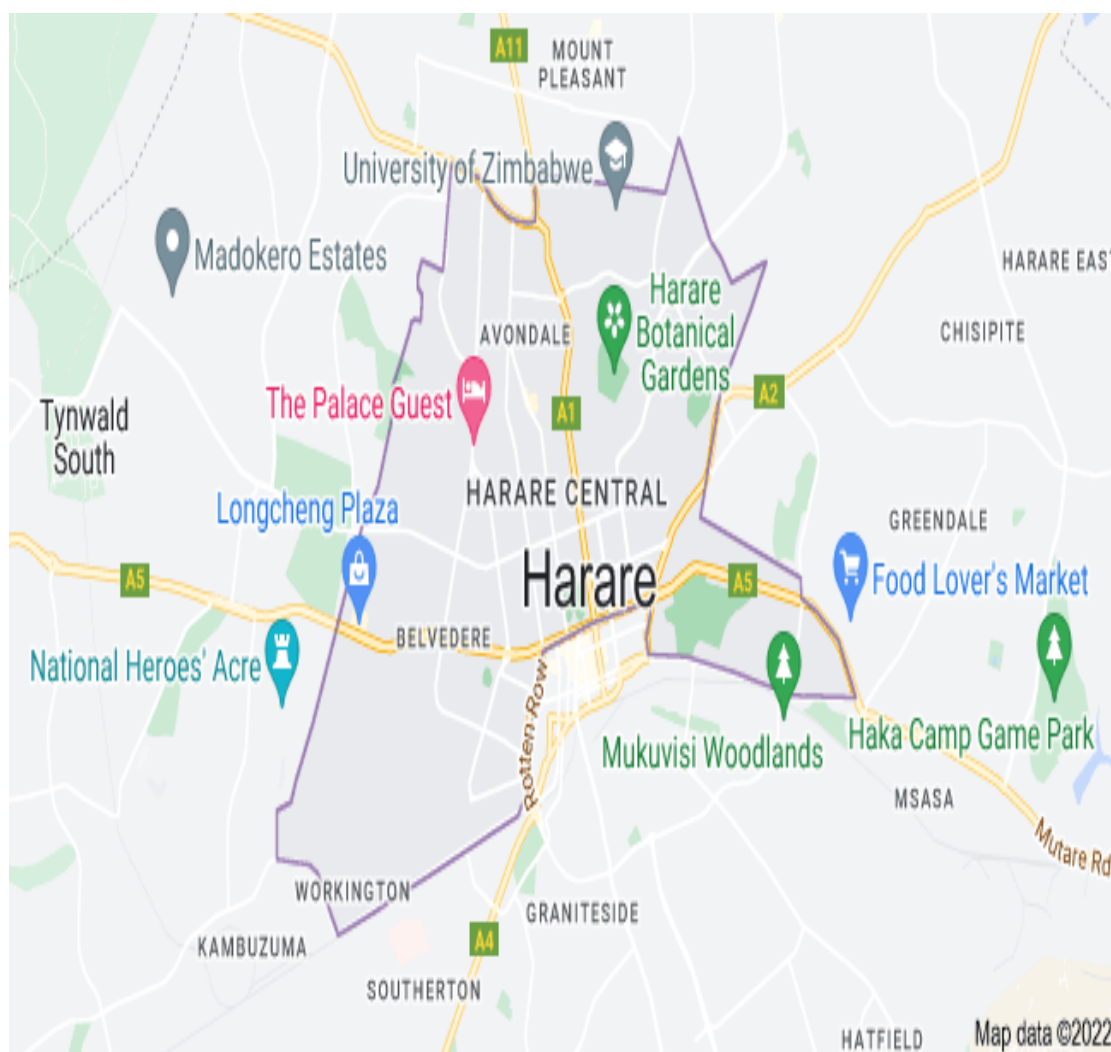 A11
MOUNT
PLEASANT
University of Zimbabwe
Madokero Estates
HARARE EAST
Harare
Botanical
Gardens
AVONDALE
CHISIPITE
The Palace Guest
A2
A1
Tynwald
South
HARARE CENTRAL
Longcheng Plaza
GREENDALE
Harare
A5
A5
Food Lover's Market
BELVEDERE
National Heroes' Acre
Rotten Row
Mukuvisi Woodlands
Haka Camp Game Park
MSASA
Mutare Rd
WORKINGTON
GRANITESIDE
A4
KAMBUZUMA
SOUTHERTON
HATFIELD
Map data ©2022